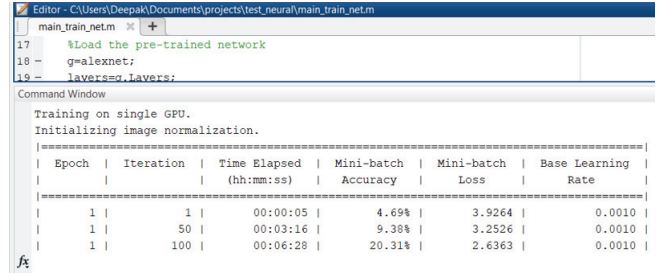 Editor - C:\Users\Deepak\Documents\projects\test_neural\main_train_net.m
main_train_net.m × +
17 %Load the pre-trained network
18 - g=alexnet;
19 - layers=g.Layers;
Command Window
Training on single GPU.
Initializing image normalization.
|=========================================================================================|
| Epoch | Iteration | Time Elapsed | Mini-batch | Mini-batch | Base Learning |
| | | (hh:mm:ss) | Accuracy | Loss | Rate |
|=========================================================================================|
| 1 | 1 | 00:00:05 | 4.69% | 3.9264 | 0.0010 |
| 1 | 50 | 00:03:16 | 9.38% | 3.2526 | 0.0010 |
| 1 | 100 | 00:06:28 | 20.31% | 2.6363 | 0.0010 |
fx